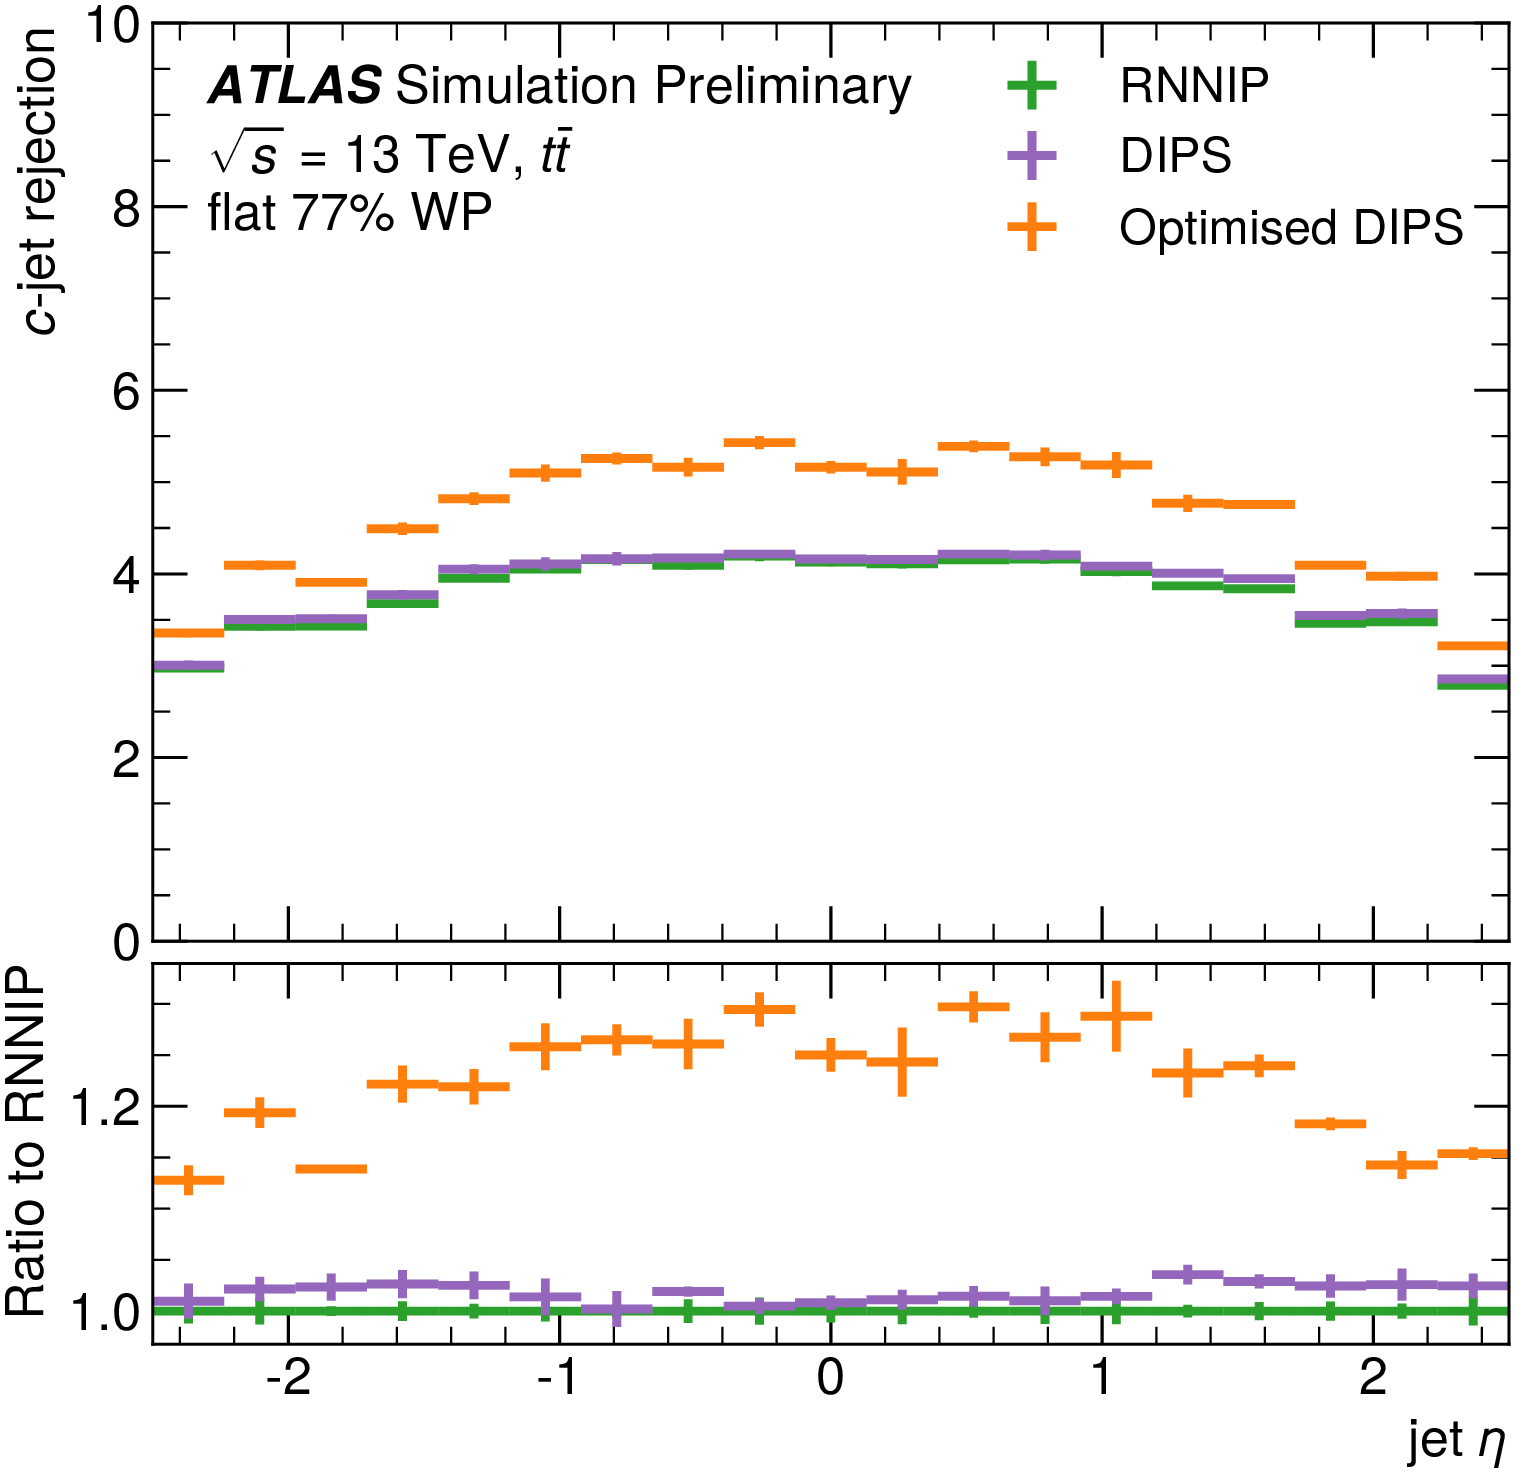 10
8
6
4
2
0
c-jet rejection
ATLAS Simulation Preliminary
√s = 13 TeV, tt̄
flat 77% WP
RNNIP
DIPS
Optimised DIPS
Ratio to RNNIP
1.2
1.0
-2 -1 0 1 2
jet η